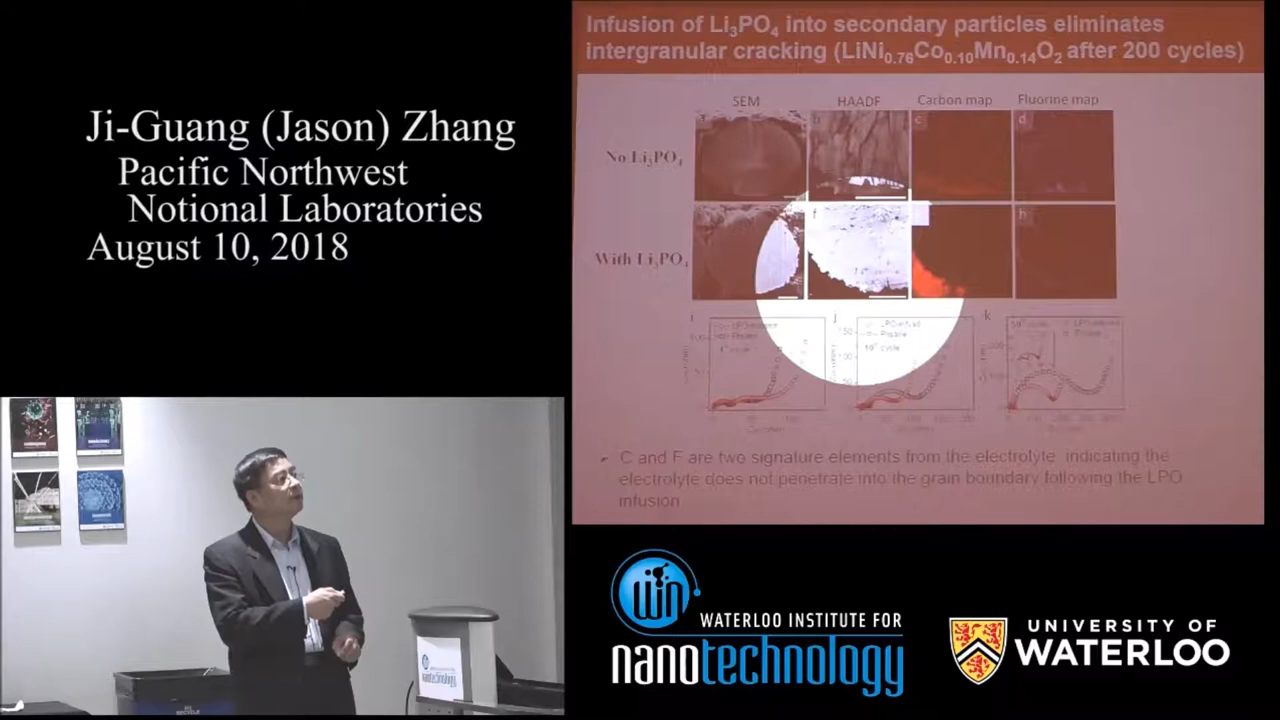 Ji-Guang (Jason) Zhang
Pacific Northwest
Notional Laboratories
August 10, 2018
Infusion of Li₃PO₄ into secondary particles eliminates
intergranular cracking (LiNi₀.₇₆Co₀.₁₀Mn₀.₁₄O₂ after 200 cycles)
SEM HAADF Carbon map Fluorine map
No Li₃PO₄
b c d
With Li₃PO₄
f h
i j k
➢ C and F are two signature elements from the electrolyte indicating the
electrolyte does not penetrate into the grain boundary following the LPO
infusion
WIN
WATERLOO INSTITUTE FOR
nanotechnology
UNIVERSITY OF
WATERLOO